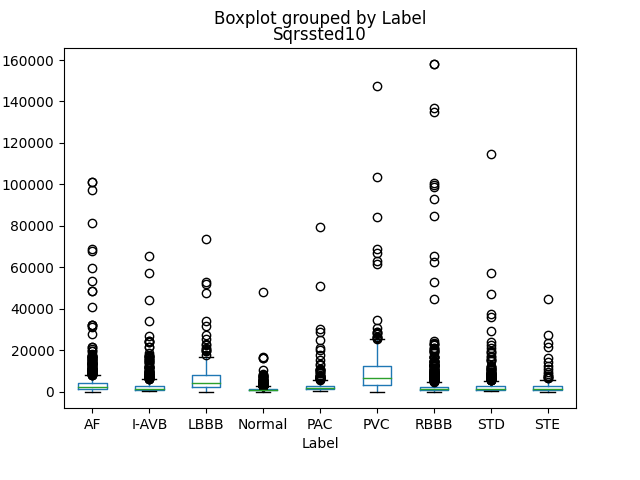 Boxplot grouped by Label
Sqrssted10
160000
140000
120000
100000
80000
60000
40000
20000
0
AF I-AVB LBBB Normal PAC PVC RBBB STD STE
Label